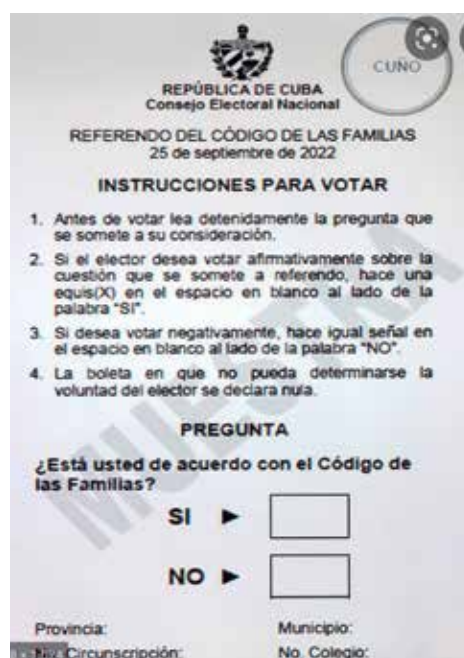 CUÑO
REPÚBLICA DE CUBA
Consejo Electoral Nacional
REFERENDO DEL CÓDIGO DE LAS FAMILIAS
25 de septiembre de 2022
INSTRUCCIONES PARA VOTAR
1. Antes de votar lea detenidamente la pregunta que
se somete a su consideración.
2. Si el elector desea votar afirmativamente sobre la
cuestión que se somete a referendo, hace una
equis(X) en el espacio en blanco al lado de la
palabra "SI".
3. Si desea votar negativamente, hace igual señal en
el espacio en blanco al lado de la palabra "NO".
4. La boleta en que no pueda determinarse la
voluntad del elector se declara nula.
MUESTRA
PREGUNTA
¿Está usted de acuerdo con el Código de
las Familias?
SI ►
NO ►
Provincia: Municipio:
Circunscripción: No. Colegio: